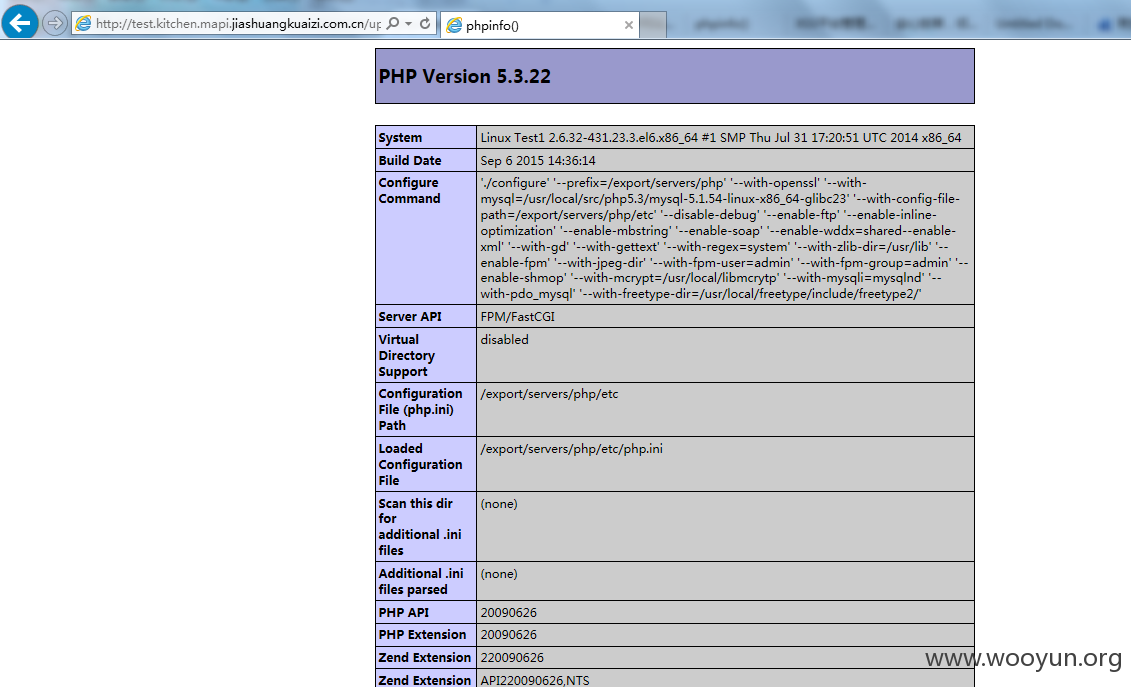 http://test.kitchen.mapi.jiashuangkuaizi.com.cn/up
phpinfo()
PHP Version 5.3.22
System
Linux Test1 2.6.32-431.23.3.el6.x86_64 #1 SMP Thu Jul 31 17:20:51 UTC 2014 x86_64
Build Date
Sep 6 2015 14:36:14
Configure
Command
'./configure' '--prefix=/export/servers/php' '--with-openssl' '--with-
mysql=/usr/local/src/php5.3/mysql-5.1.54-linux-x86_64-glibc23' '--with-config-file-
path=/export/servers/php/etc' '--disable-debug' '--enable-ftp' '--enable-inline-
optimization' '--enable-mbstring' '--enable-soap' '--enable-wddx=shared--enable-
xml' '--with-gd' '--with-gettext' '--with-regex=system' '--with-zlib-dir=/usr/lib' '--
enable-fpm' '--with-jpeg-dir' '--with-fpm-user=admin' '--with-fpm-group=admin' '--
enable-shmop' '--with-mcrypt=/usr/local/libmcrytp' '--with-mysqli=mysqlnd' '--
with-pdo_mysql' '--with-freetype-dir=/usr/local/freetype/include/freetype2/'
Server API
FPM/FastCGI
Virtual
Directory
Support
disabled
Configuration
File (php.ini)
Path
/export/servers/php/etc
Loaded
Configuration
File
/export/servers/php/etc/php.ini
Scan this dir
for
additional .ini
files
(none)
Additional .ini
files parsed
(none)
PHP API
20090626
PHP Extension
20090626
Zend Extension
220090626
Zend Extension
API220090626,NTS
www.wooyun.org